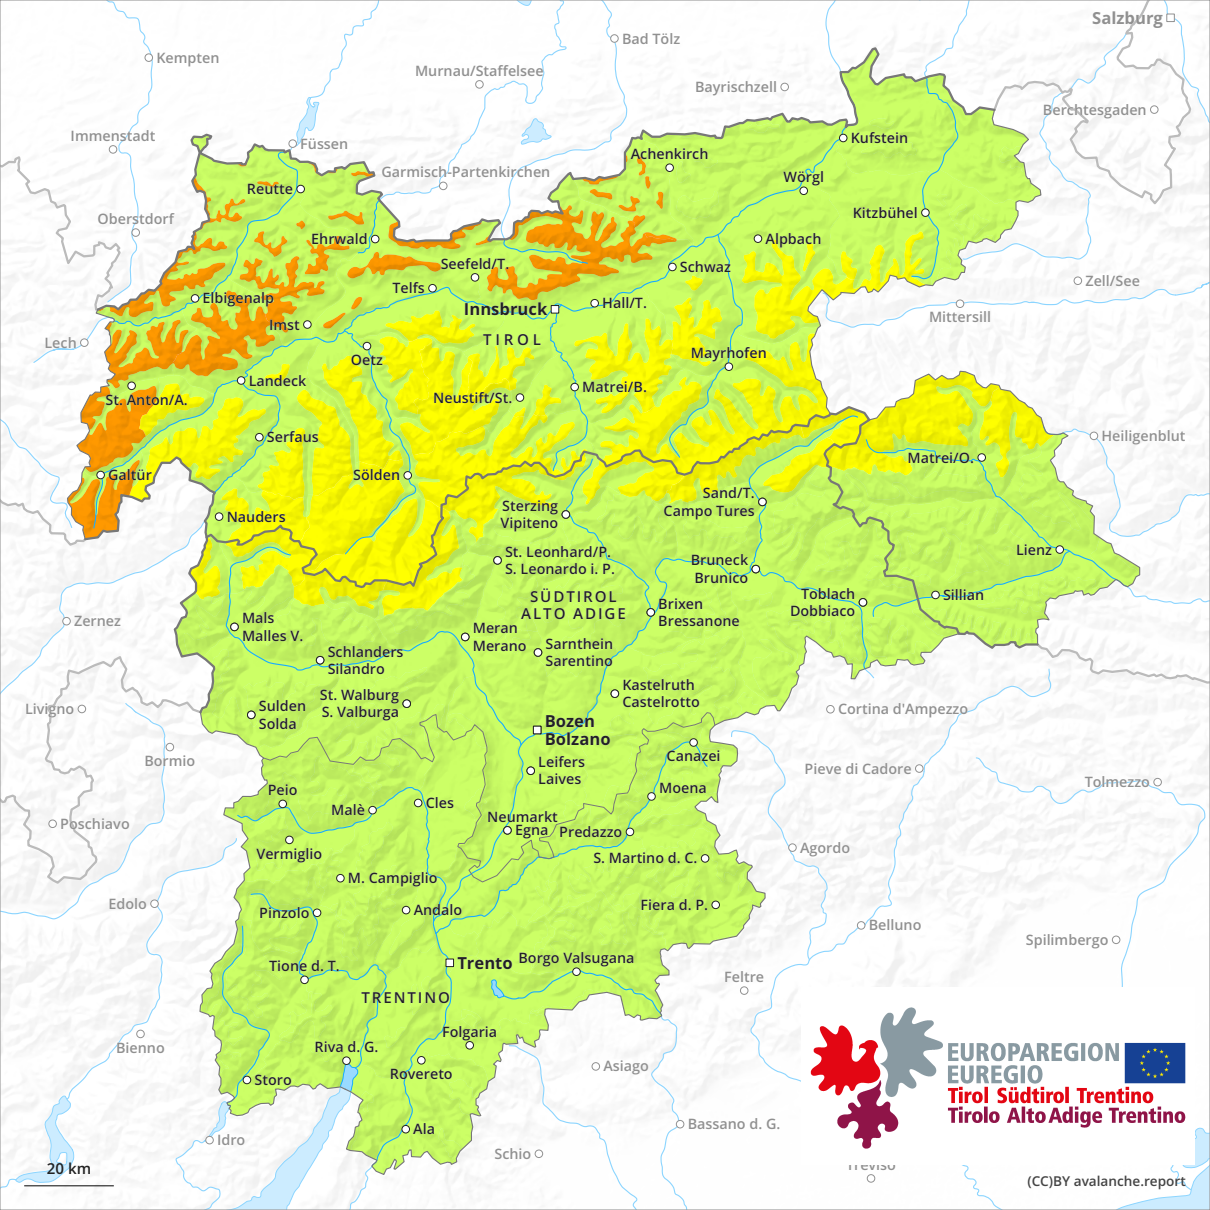 Salzburg
Bad Tölz
Kempten
Murnau/Staffelsee
Bayrischzell
Berchtesgaden
Immenstadt
Füssen
Kufstein
Achenkirch
Garmisch-Partenkirchen
Wörgl
Reutte
Oberstdorf
Kitzbühel
Ehrwald
Alpbach
Seefeld/T.
Schwaz
Zell/See
Telfs
Elbigenalp
Hall/T.
Innsbruck
Mittersill
Imst
TIROL
Lech
Mayrhofen
Oetz
Landeck
Matrei/B.
St. Anton/A.
Neustift/St.
Serfaus
Heiligenblut
Matrei/O.
Galtür
Sölden
Sand/T.
Campo Tures
Sterzing
Vipiteno
Nauders
St. Leonhard/P.
S. Leonardo i. P.
Lienz
Bruneck
Brunico
SÜDTIROL
ALTO ADIGE
Toblach
Dobbiaco
Sillian
Brixen
Bressanone
Zernez
Mals
Malles V.
Meran
Merano
Sarnthein
Sarentino
Schlanders
Silandro
Kastelruth
Castelrotto
St. Walburg
S. Valburga
Sulden
Solda
Livigno
Cortina d'Ampezzo
Bozen
Bolzano
Bormio
Canazei
Leifers
Laives
Pieve di Cadore
Tolmezzo
Peio
Moena
Malè
Cles
Neumarkt
Egna
Predazzo
Poschiavo
Vermiglio
Agordo
S. Martino d. C.
M. Campiglio
Edolo
Pinzolo
Andalo
Fiera d. P.
Belluno
Spilimbergo
Trento
Borgo Valsugana
Tione d. T.
Feltre
TRENTINO
Folgaria
Bienno
Riva d. G.
Rovereto
Asiago
Storo
EUROPAREGION
EUREGIO
Tirol Südtirol Trentino
Tirolo Alto Adige Trentino
Ala
Bassano d. G.
Idro
Schio
Treviso
20 km
(CC)BY avalanche.report